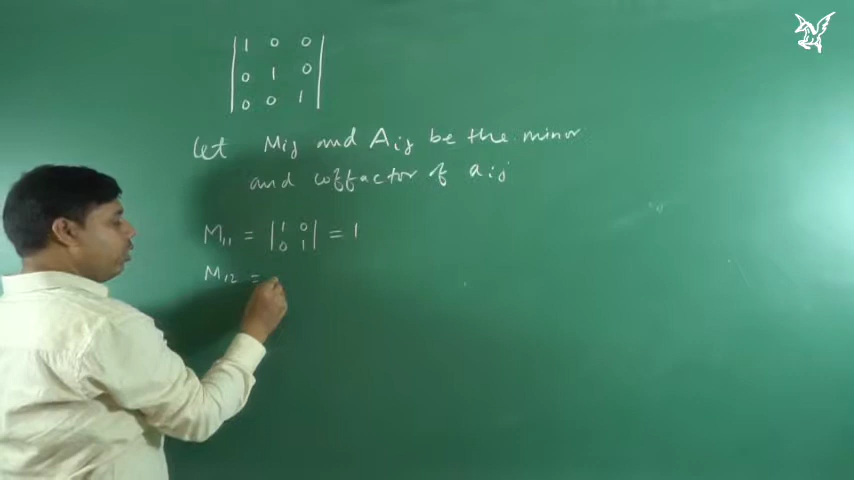 | 1 0 0 |
| 0 1 0 |
| 0 0 1 |
Let Mij and Aij be the minor
and coffactor of aij
M11 = | 1 0 | = 1
| 0 1 |
M12 =